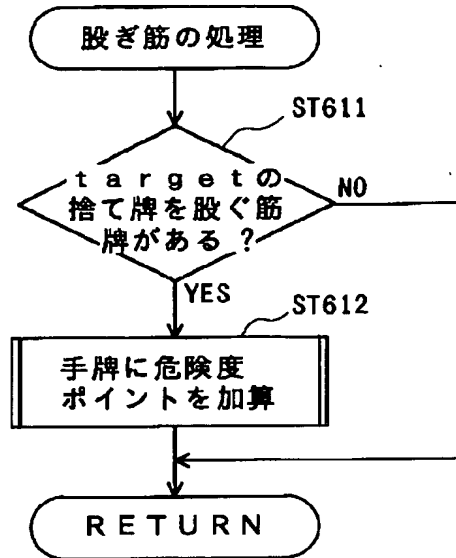 股ぎ筋の処理
ST611
ｔａｒｇｅｔの
捨て牌を股ぐ筋
牌がある？
NO
YES
ST612
手牌に危険度
ポイントを加算
ＲＥＴＵＲＮ